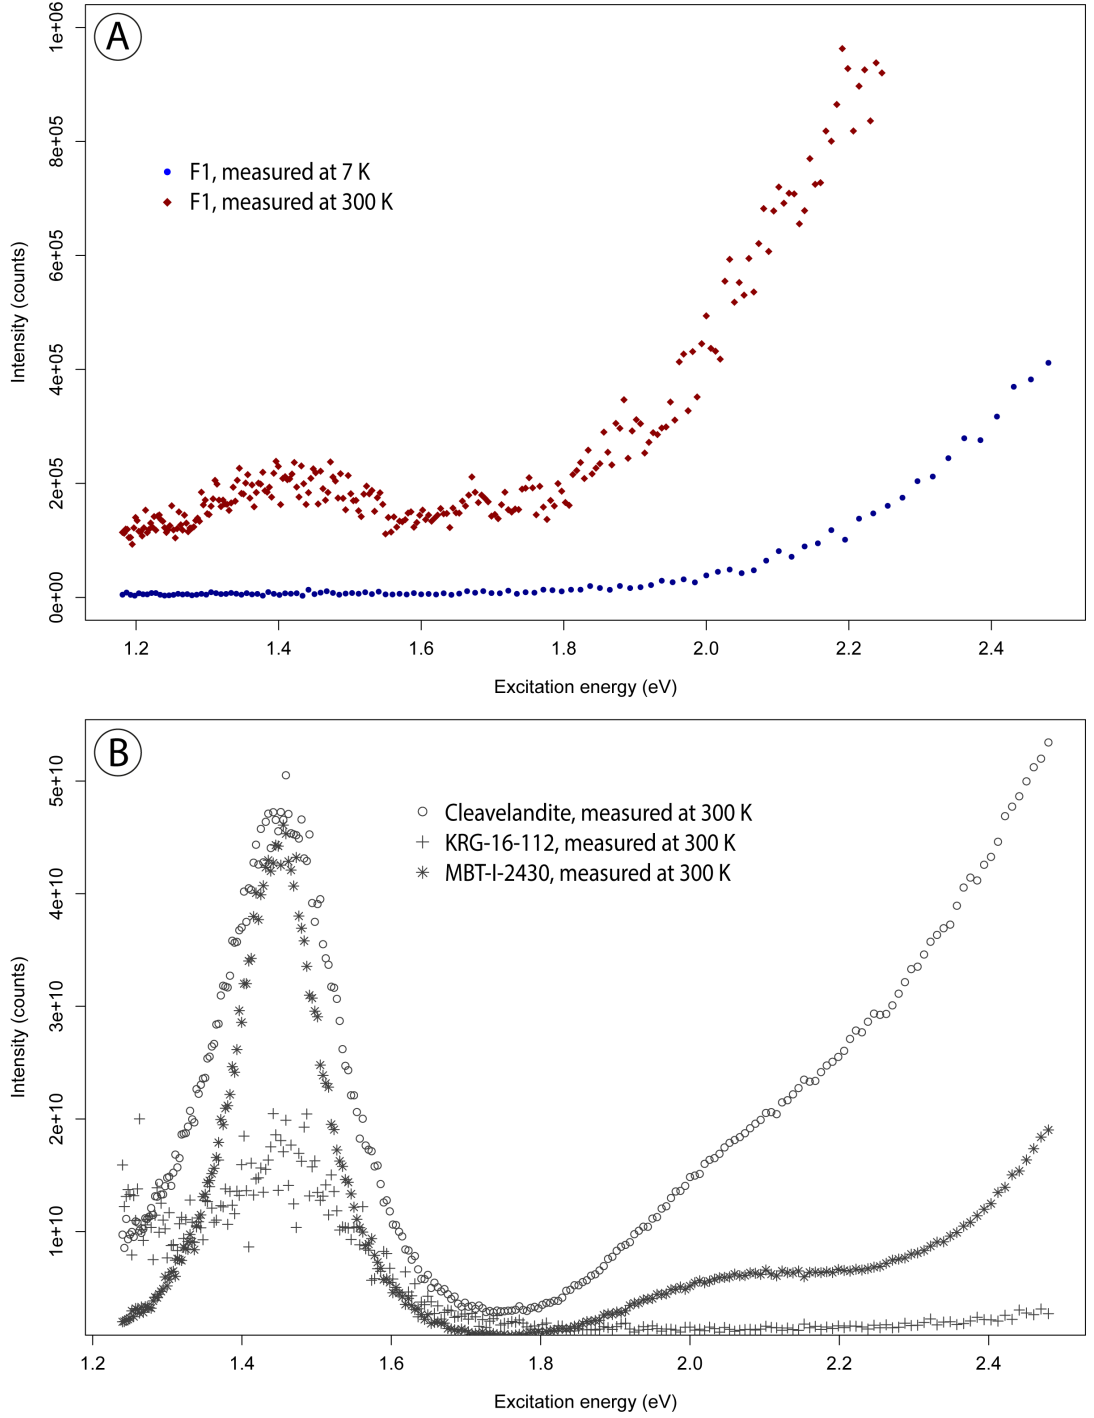 A
1e+06
8e+05
6e+05
4e+05
2e+05
0e+00
Intensity (counts)
F1, measured at 7 K
F1, measured at 300 K
1.2 1.4 1.6 1.8 2.0 2.2 2.4
Excitation energy (eV)
B
5e+10
4e+10
3e+10
2e+10
1e+10
Intensity (counts)
Cleavelandite, measured at 300 K
KRG-16-112, measured at 300 K
MBT-I-2430, measured at 300 K
1.2 1.4 1.6 1.8 2.0 2.2 2.4
Excitation energy (eV)